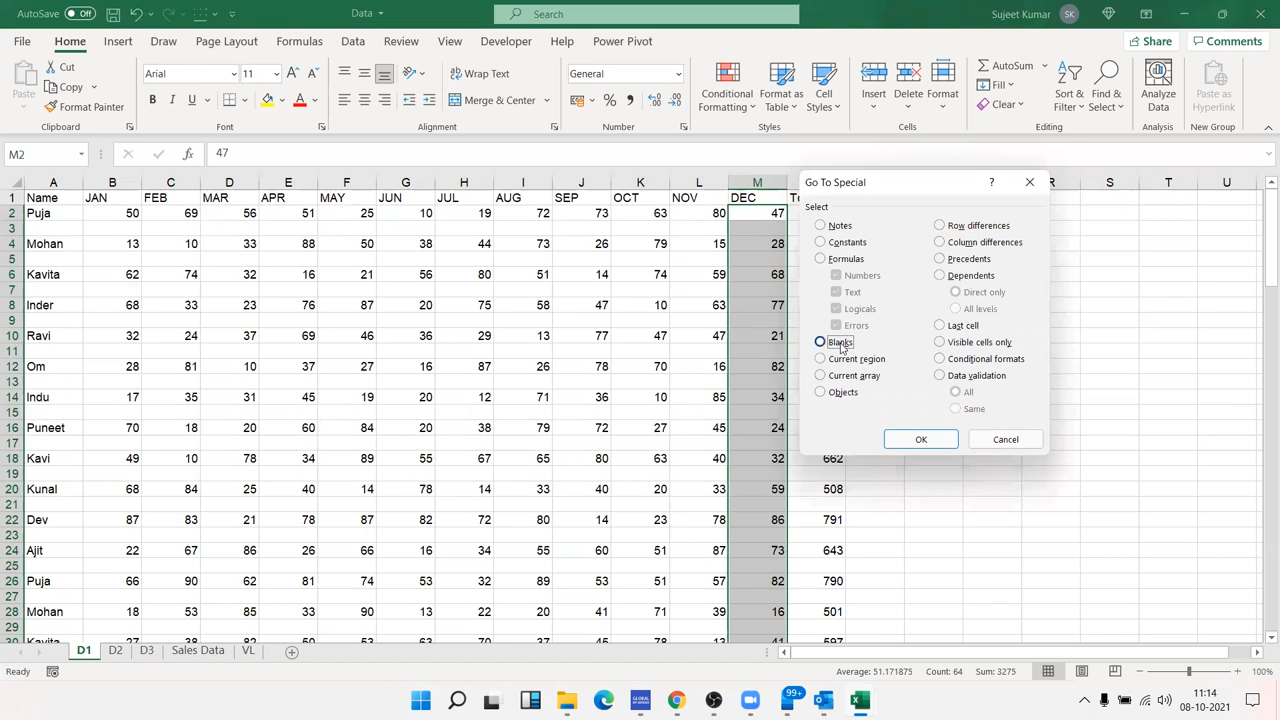 AutoSave Off Data Search Sujeet Kumar SK
File Home Insert Draw Page Layout Formulas Data Review View Developer Help Power Pivot Share Comments
Paste Cut Copy Format Painter Clipboard
Arial 11 B I U A Font
Wrap Text Merge & Center Alignment
General % , Number
Conditional Formatting Format as Table Cell Styles Styles
Insert Delete Format Cells
AutoSum Fill Clear Sort & Filter Find & Select Editing
Analyze Data Analysis
Paste as Hyperlink New Group
M2 fx 47
A B C D E F G H I J K L M R S T U
1 Name JAN FEB MAR APR MAY JUN JUL AUG SEP OCT NOV DEC
2 Puja 50 69 56 51 25 10 19 72 73 63 80 47
3
4 Mohan 13 10 33 88 50 38 44 73 26 79 15 28
5
6 Kavita 62 74 32 16 21 56 80 51 14 74 59 68
7
8 Inder 68 33 23 76 87 20 75 58 47 10 63 77
9
10 Ravi 32 24 37 69 46 36 29 13 77 47 47 21
11
12 Om 28 81 10 37 27 16 87 26 78 70 12 82
13
14 Indu 17 35 31 45 19 20 12 71 36 10 85 34
15
16 Puneet 70 18 53 60 84 20 38 79 72 27 45 24
17
18 Kavi 49 10 78 34 89 55 67 65 63 80 40 32 662
19
20 Kunal 68 84 25 40 14 78 14 33 40 20 33 59 508
21
22 Dev 87 83 21 78 87 82 72 80 14 23 78 86 791
23
24 Ajit 22 67 86 26 66 16 34 55 60 51 87 73 643
25
26 Puja 66 90 62 81 74 53 32 89 53 51 57 82 790
27
28 Mohan 18 53 85 33 90 13 22 20 41 71 39 16 501
29
Go To Special ?
Select
Notes Row differences
Constants Column differences
Formulas Precedents
Numbers Dependents
Text Direct only
Logicals All levels
Errors Last cell
Blanks Visible cells only
Current region Conditional formats
Current array Data validation
Objects All
Same
OK Cancel
D1 D2 D3 Sales Data VL
Ready Average: 51.171875 Count: 64 Sum: 3275 100%
GLOBAL 99+ 11:14
08-10-2021